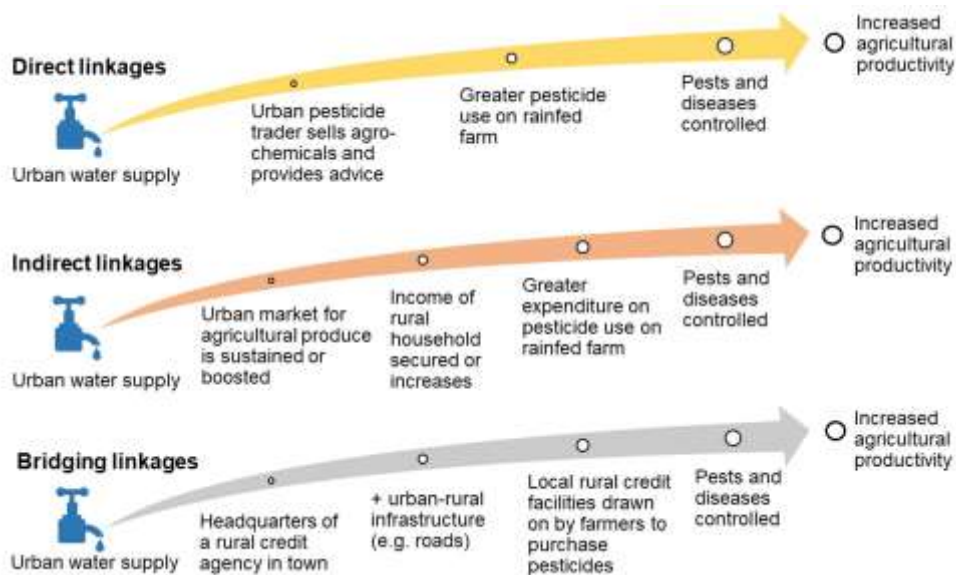 Direct linkages
Urban water supply
Urban pesticide
trader sells agro-
chemicals and
provides advice
Greater pesticide
use on rainfed
farm
Pests and
diseases
controlled
Increased
agricultural
productivity
Indirect linkages
Urban water supply
Urban market for
agricultural produce
is sustained or
boosted
Income of
rural
household
secured or
increases
Greater
expenditure on
pesticide use on
rainfed farm
Pests and
diseases
controlled
Increased
agricultural
productivity
Bridging linkages
Urban water supply
Headquarters of
a rural credit
agency in town
+ urban-rural
infrastructure
(e.g. roads)
Local rural credit
facilities drawn
on by farmers to
purchase
pesticides
Pests and
diseases
controlled
Increased
agricultural
productivity